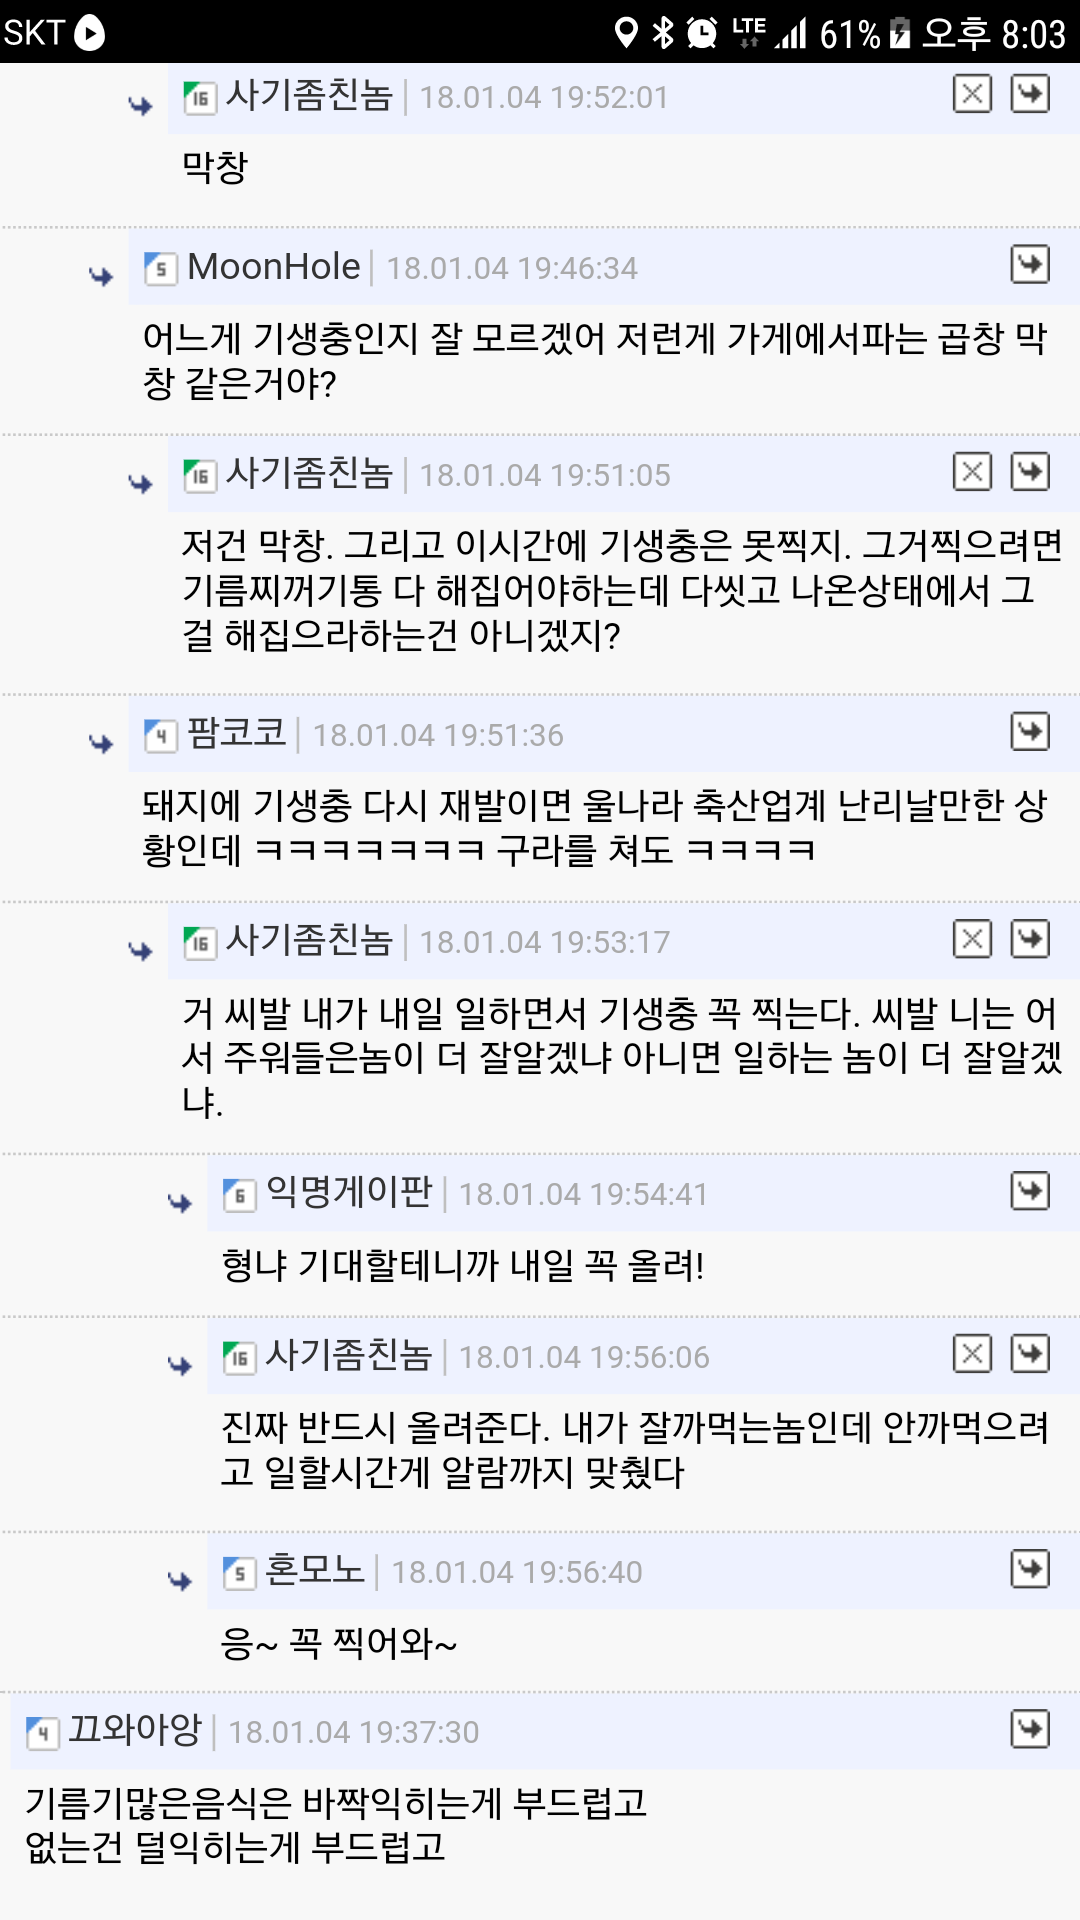 SKT LTE 61% 오후 8:03
16 사기좀친놈 | 18.01.04 19:52:01
막창
5 MoonHole | 18.01.04 19:46:34
어느게 기생충인지 잘 모르겠어 저런게 가게에서파는 곱창 막
창 같은거야?
16 사기좀친놈 | 18.01.04 19:51:05
저건 막창. 그리고 이시간에 기생충은 못찍지. 그거찍으려면
기름찌꺼기통 다 해집어야하는데 다씻고 나온상태에서 그
걸 해집으라하는건 아니겠지?
4 팜코코 | 18.01.04 19:51:36
돼지에 기생충 다시 재발이면 울나라 축산업계 난리날만한 상
황인데 ㅋㅋㅋㅋㅋㅋㅋ 구라를 쳐도 ㅋㅋㅋㅋ
16 사기좀친놈 | 18.01.04 19:53:17
거 씨발 내가 내일 일하면서 기생충 꼭 찍는다. 씨발 니는 어
서 주워들은놈이 더 잘알겠냐 아니면 일하는 놈이 더 잘알겠
냐.
6 익명게이판 | 18.01.04 19:54:41
형냐 기대할테니까 내일 꼭 올려!
16 사기좀친놈 | 18.01.04 19:56:06
진짜 반드시 올려준다. 내가 잘까먹는놈인데 안까먹으려
고 일할시간게 알람까지 맞췄다
5 혼모노 | 18.01.04 19:56:40
응~ 꼭 찍어와~
4 끄와아앙 | 18.01.04 19:37:30
기름기많은음식은 바짝익히는게 부드럽고
없는건 덜익히는게 부드럽고